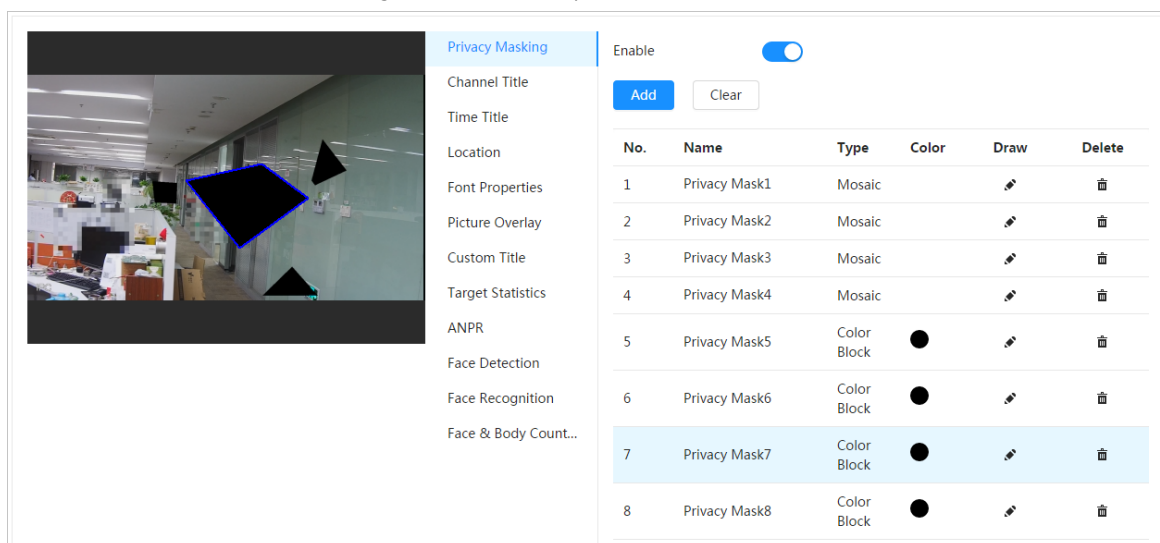 Privacy Masking
Channel Title
Time Title
Location
Font Properties
Picture Overlay
Custom Title
Target Statistics
ANPR
Face Detection
Face Recognition
Face & Body Count...
Enable
Add Clear
No. Name Type Color Draw Delete
1 Privacy Mask1 Mosaic
2 Privacy Mask2 Mosaic
3 Privacy Mask3 Mosaic
4 Privacy Mask4 Mosaic
5 Privacy Mask5 Color
Block
6 Privacy Mask6 Color
Block
7 Privacy Mask7 Color
Block
8 Privacy Mask8 Color
Block